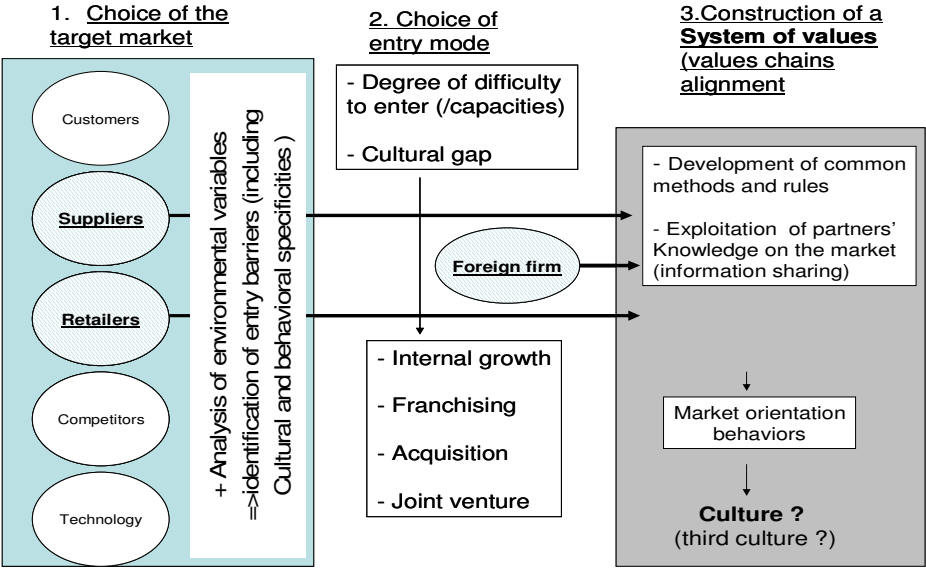 1. Choice of the
target market
Customers
Suppliers
Retailers
Competitors
Technology
+ Analysis of environmental variables
=>identification of entry barriers (including
Cultural and behavioral specificities)
2. Choice of
entry mode
- Degree of difficulty
to enter (/capacities)
- Cultural gap
Foreign firm
- Internal growth
- Franchising
- Acquisition
- Joint venture
3.Construction of a
System of values
(values chains
alignment
- Development of common
methods and rules
- Exploitation of partners’
Knowledge on the market
(information sharing)
Market orientation
behaviors
Culture ?
(third culture ?)